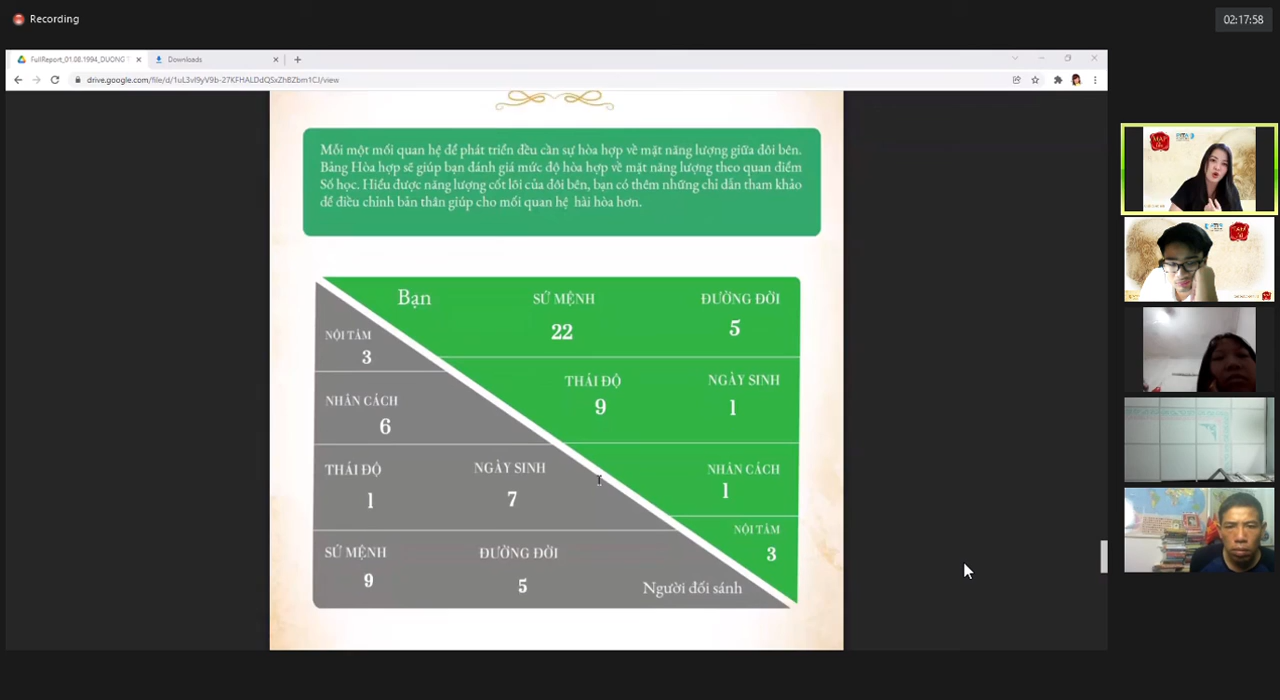 Recording
02:17:58
FullReport_01.08.1994_DUONG T
Downloads
drive.google.com/file/d/1uL3vl9yV9b-27KFHALDdQSxZhBZbm1CJ/view
Mỗi một mối quan hệ để phát triển đều cần sự hòa hợp về mặt năng lượng giữa đôi bên.
Bảng Hòa hợp sẽ giúp bạn đánh giá mức độ hòa hợp về mặt năng lượng theo quan điểm
Số học. Hiểu được năng lượng cốt lõi của đôi bên, bạn có thêm những chỉ dẫn tham khảo
để điều chỉnh bản thân giúp cho mối quan hệ hài hòa hơn.
Bạn
SỨ MỆNH
ĐƯỜNG ĐỜI
22
5
NỘI TÂM
3
THÁI ĐỘ
NGÀY SINH
9
1
NHÂN CÁCH
6
THÁI ĐỘ
NGÀY SINH
NHÂN CÁCH
1
7
1
NỘI TÂM
3
SỨ MỆNH
ĐƯỜNG ĐỜI
9
5
Người đối sánh